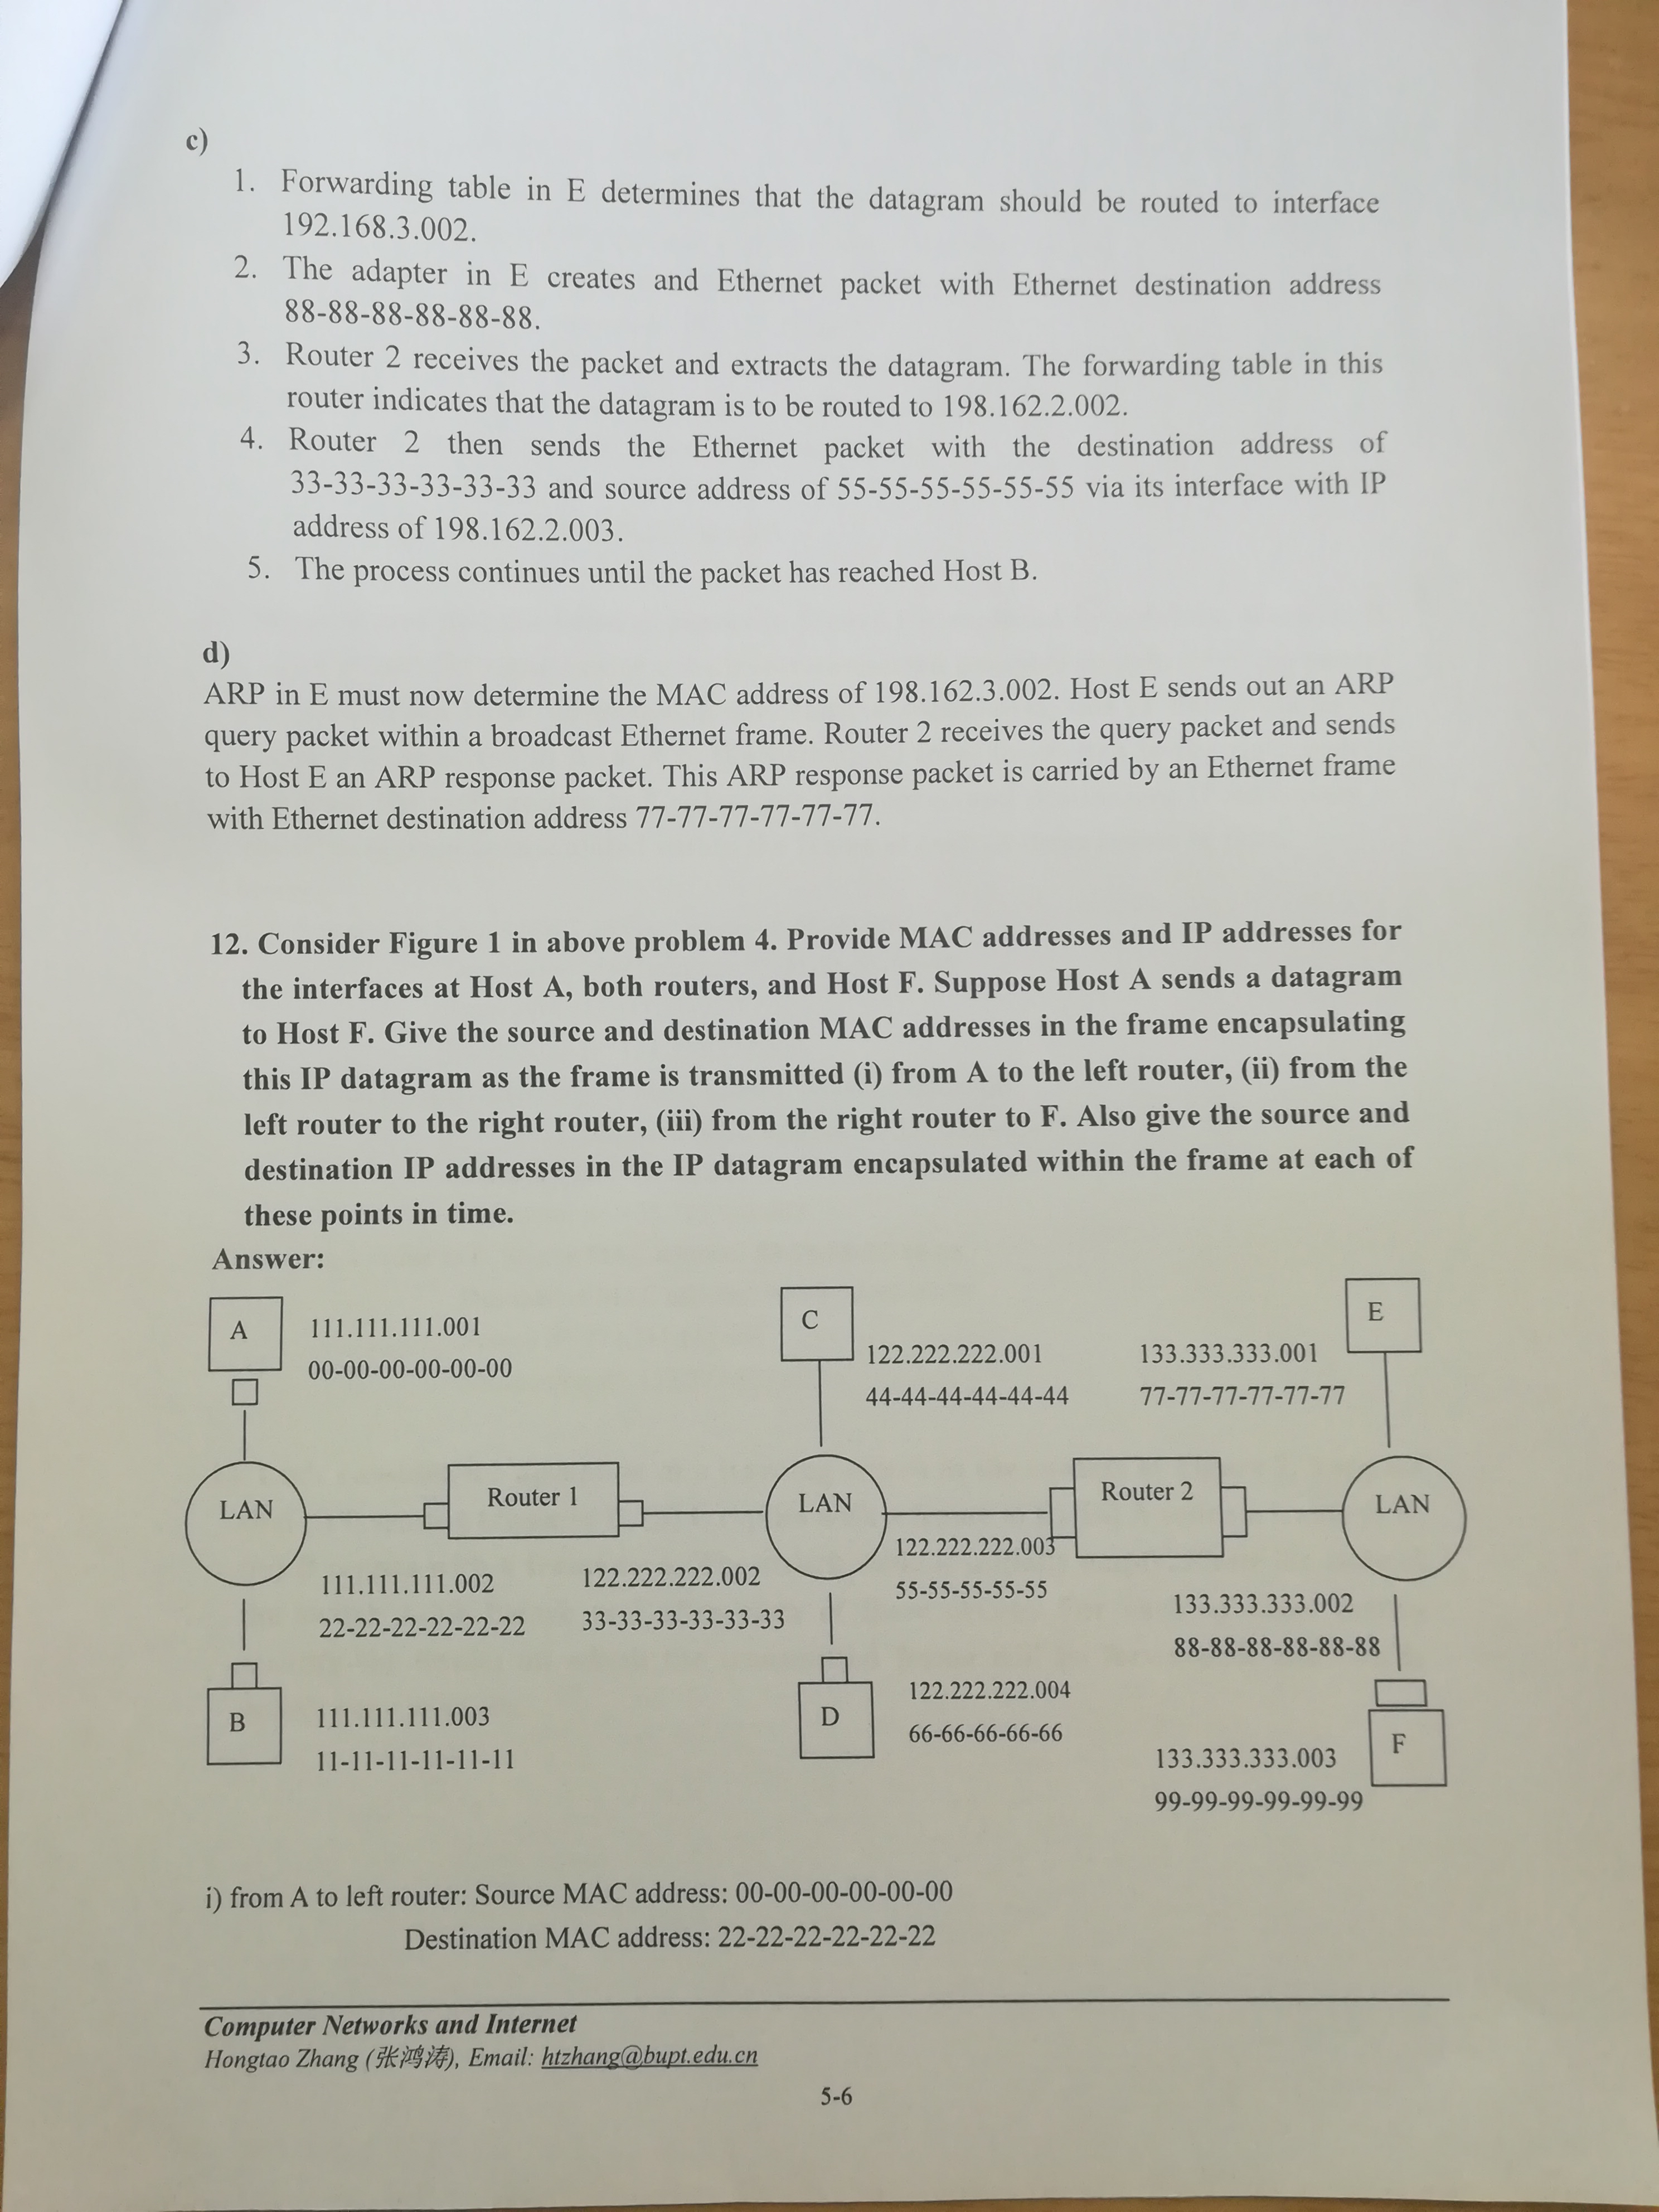 c)
1. Forwarding table in E determines that the datagram should be routed to interface
192.168.3.002.
2. The adapter in E creates and Ethernet packet with Ethernet destination address
88-88-88-88-88-88.
3. Router 2 receives the packet and extracts the datagram. The forwarding table in this
router indicates that the datagram is to be routed to 198.162.2.002.
4. Router 2 then sends the Ethernet packet with the destination address of
33-33-33-33-33-33 and source address of 55-55-55-55-55-55 via its interface with IP
address of 198.162.2.003.
5. The process continues until the packet has reached Host B.
d)
ARP in E must now determine the MAC address of 198.162.3.002. Host E sends out an ARP
query packet within a broadcast Ethernet frame. Router 2 receives the query packet and sends
to Host E an ARP response packet. This ARP response packet is carried by an Ethernet frame
with Ethernet destination address 77-77-77-77-77-77.
12. Consider Figure 1 in above problem 4. Provide MAC addresses and IP addresses for
the interfaces at Host A, both routers, and Host F. Suppose Host A sends a datagram
to Host F. Give the source and destination MAC addresses in the frame encapsulating
this IP datagram as the frame is transmitted (i) from A to the left router, (ii) from the
left router to the right router, (iii) from the right router to F. Also give the source and
destination IP addresses in the IP datagram encapsulated within the frame at each of
these points in time.
Answer:
A
111.111.111.001
00-00-00-00-00-00
C
122.222.222.001
44-44-44-44-44-44
E
133.333.333.001
77-77-77-77-77-77
LAN
Router 1
LAN
Router 2
LAN
111.111.111.002
22-22-22-22-22-22
122.222.222.002
33-33-33-33-33-33
122.222.222.003
55-55-55-55-55
133.333.333.002
88-88-88-88-88-88
B
111.111.111.003
11-11-11-11-11-11
D
122.222.222.004
66-66-66-66-66
F
133.333.333.003
99-99-99-99-99-99
i) from A to left router: Source MAC address: 00-00-00-00-00-00
Destination MAC address: 22-22-22-22-22-22
Computer Networks and Internet
Hongtao Zhang (张鸿涛), Email: htzhang@bupt.edu.cn
5-6